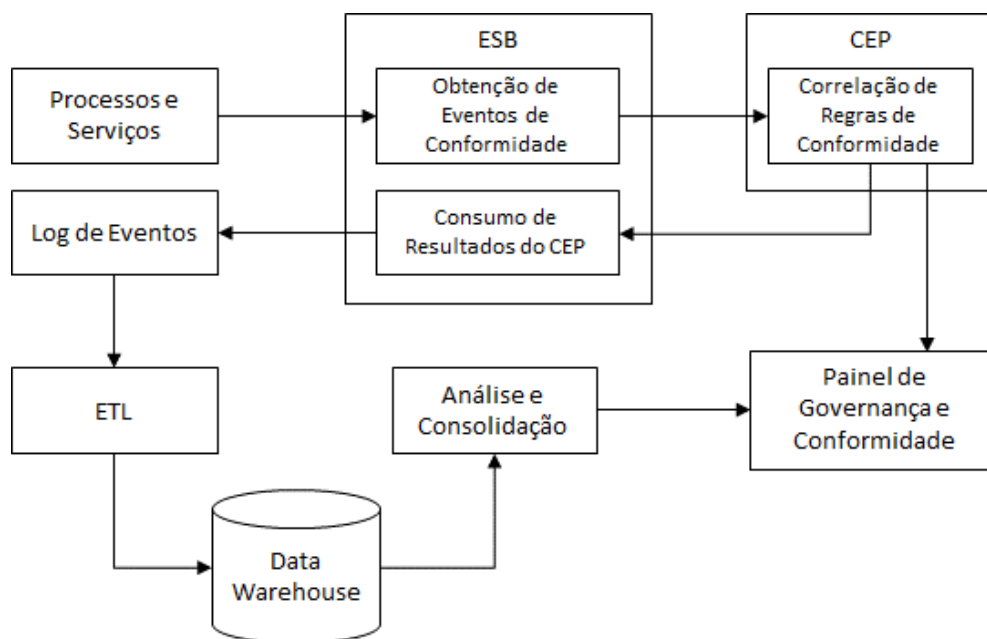 ESB
CEP
Processos e
Serviços
Obtenção de
Eventos de
Conformidade
Correlação de
Regras de
Conformidade
Log de Eventos
Consumo de
Resultados do CEP
ETL
Análise e
Consolidação
Painel de
Governança e
Conformidade
Data
Warehouse